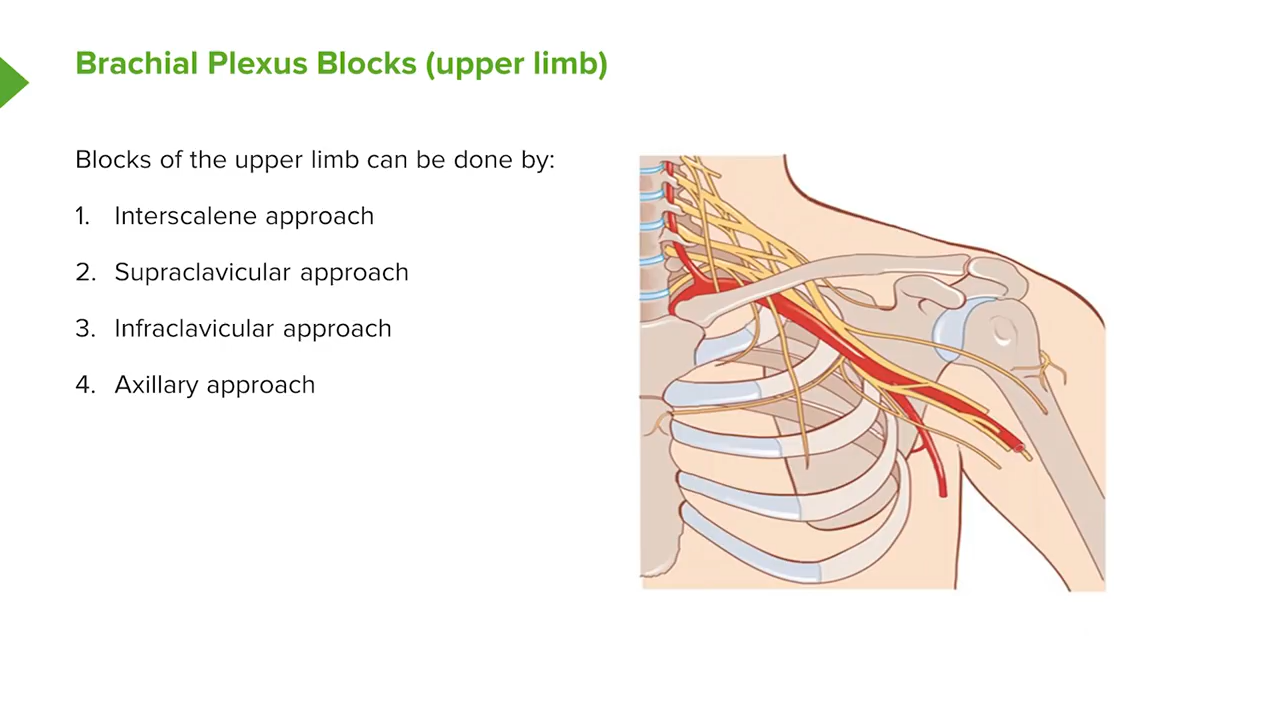 Brachial Plexus Blocks (upper limb)
Blocks of the upper limb can be done by:
1. Interscalene approach
2. Supraclavicular approach
3. Infraclavicular approach
4. Axillary approach